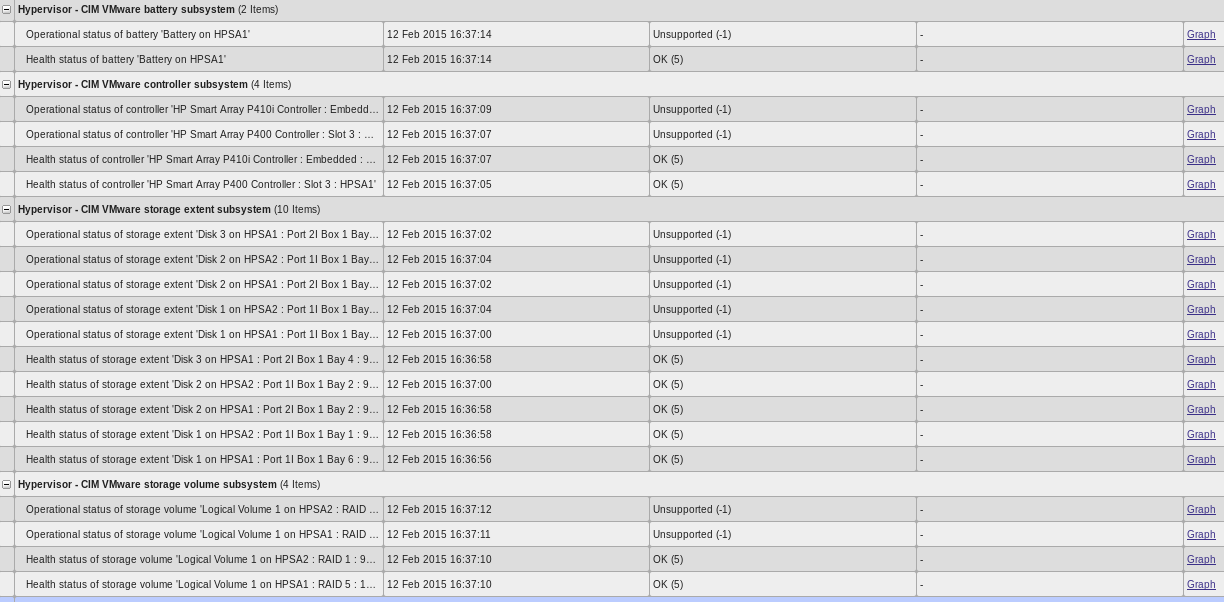 Hypervisor - CIM VMware battery subsystem (2 Items)
Operational status of battery 'Battery on HPSA1' 12 Feb 2015 16:37:14 Unsupported (-1) - Graph
Health status of battery 'Battery on HPSA1' 12 Feb 2015 16:37:14 OK (5) - Graph
Hypervisor - CIM VMware controller subsystem (4 Items)
Operational status of controller 'HP Smart Array P410i Controller : Embedd... 12 Feb 2015 16:37:09 Unsupported (-1) - Graph
Operational status of controller 'HP Smart Array P400 Controller : Slot 3 : ... 12 Feb 2015 16:37:07 Unsupported (-1) - Graph
Health status of controller 'HP Smart Array P410i Controller : Embedded : ... 12 Feb 2015 16:37:07 OK (5) - Graph
Health status of controller 'HP Smart Array P400 Controller : Slot 3 : HPSA1' 12 Feb 2015 16:37:05 OK (5) - Graph
Hypervisor - CIM VMware storage extent subsystem (10 Items)
Operational status of storage extent 'Disk 3 on HPSA1 : Port 2I Box 1 Bay... 12 Feb 2015 16:37:02 Unsupported (-1) - Graph
Operational status of storage extent 'Disk 2 on HPSA2 : Port 1I Box 1 Bay... 12 Feb 2015 16:37:04 Unsupported (-1) - Graph
Operational status of storage extent 'Disk 2 on HPSA1 : Port 2I Box 1 Bay... 12 Feb 2015 16:37:02 Unsupported (-1) - Graph
Operational status of storage extent 'Disk 1 on HPSA2 : Port 1I Box 1 Bay... 12 Feb 2015 16:37:04 Unsupported (-1) - Graph
Operational status of storage extent 'Disk 1 on HPSA1 : Port 1I Box 1 Bay... 12 Feb 2015 16:37:00 Unsupported (-1) - Graph
Health status of storage extent 'Disk 3 on HPSA1 : Port 2I Box 1 Bay 4 : 9... 12 Feb 2015 16:36:58 OK (5) - Graph
Health status of storage extent 'Disk 2 on HPSA2 : Port 1I Box 1 Bay 2 : 9... 12 Feb 2015 16:37:00 OK (5) - Graph
Health status of storage extent 'Disk 2 on HPSA1 : Port 2I Box 1 Bay 2 : 9... 12 Feb 2015 16:36:58 OK (5) - Graph
Health status of storage extent 'Disk 1 on HPSA2 : Port 1I Box 1 Bay 1 : 9... 12 Feb 2015 16:36:58 OK (5) - Graph
Health status of storage extent 'Disk 1 on HPSA1 : Port 1I Box 1 Bay 6 : 9... 12 Feb 2015 16:36:56 OK (5) - Graph
Hypervisor - CIM VMware storage volume subsystem (4 Items)
Operational status of storage volume 'Logical Volume 1 on HPSA2 : RAID ... 12 Feb 2015 16:37:12 Unsupported (-1) - Graph
Operational status of storage volume 'Logical Volume 1 on HPSA1 : RAID ... 12 Feb 2015 16:37:11 Unsupported (-1) - Graph
Health status of storage volume 'Logical Volume 1 on HPSA2 : RAID 1 : 9... 12 Feb 2015 16:37:10 OK (5) - Graph
Health status of storage volume 'Logical Volume 1 on HPSA1 : RAID 5 : 1... 12 Feb 2015 16:37:10 OK (5) - Graph